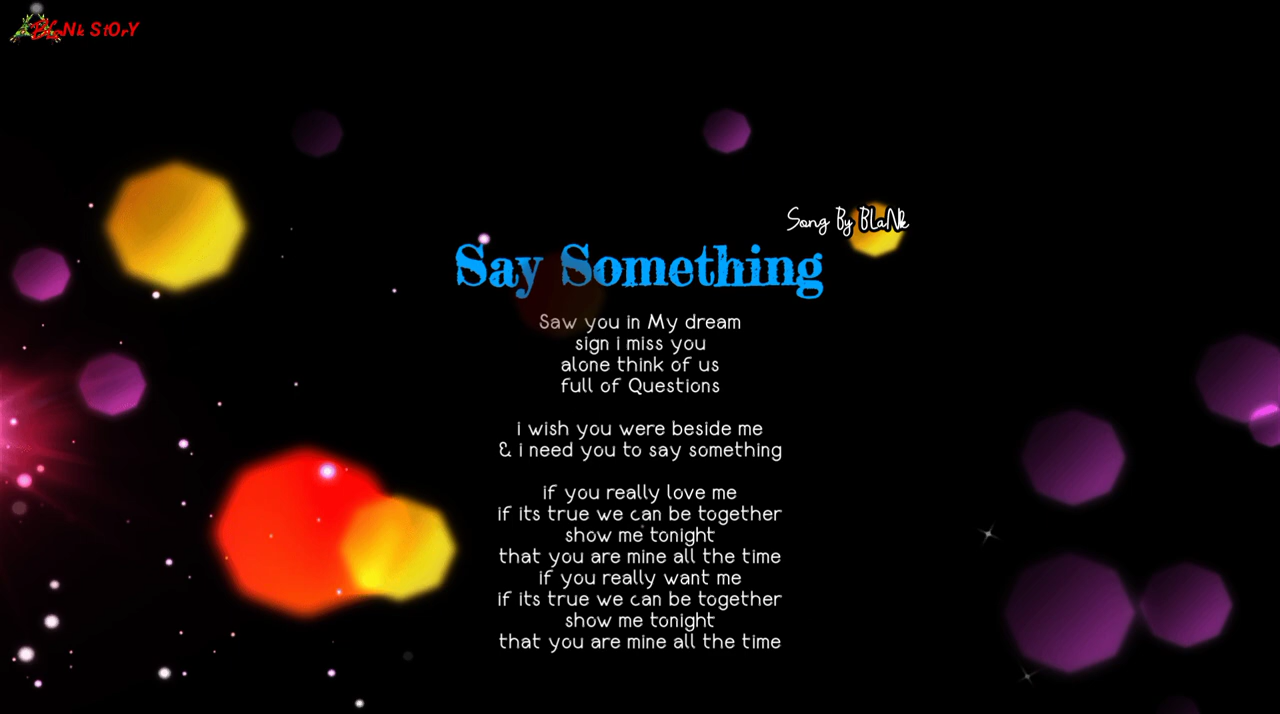 BLaNk StOrY
Song By BLaNk
Say Something
Saw you in My dream
sign i miss you
alone think of us
full of Questions
i wish you were beside me
& i need you to say something
if you really love me
if its true we can be together
show me tonight
that you are mine all the time
if you really want me
if its true we can be together
show me tonight
that you are mine all the time